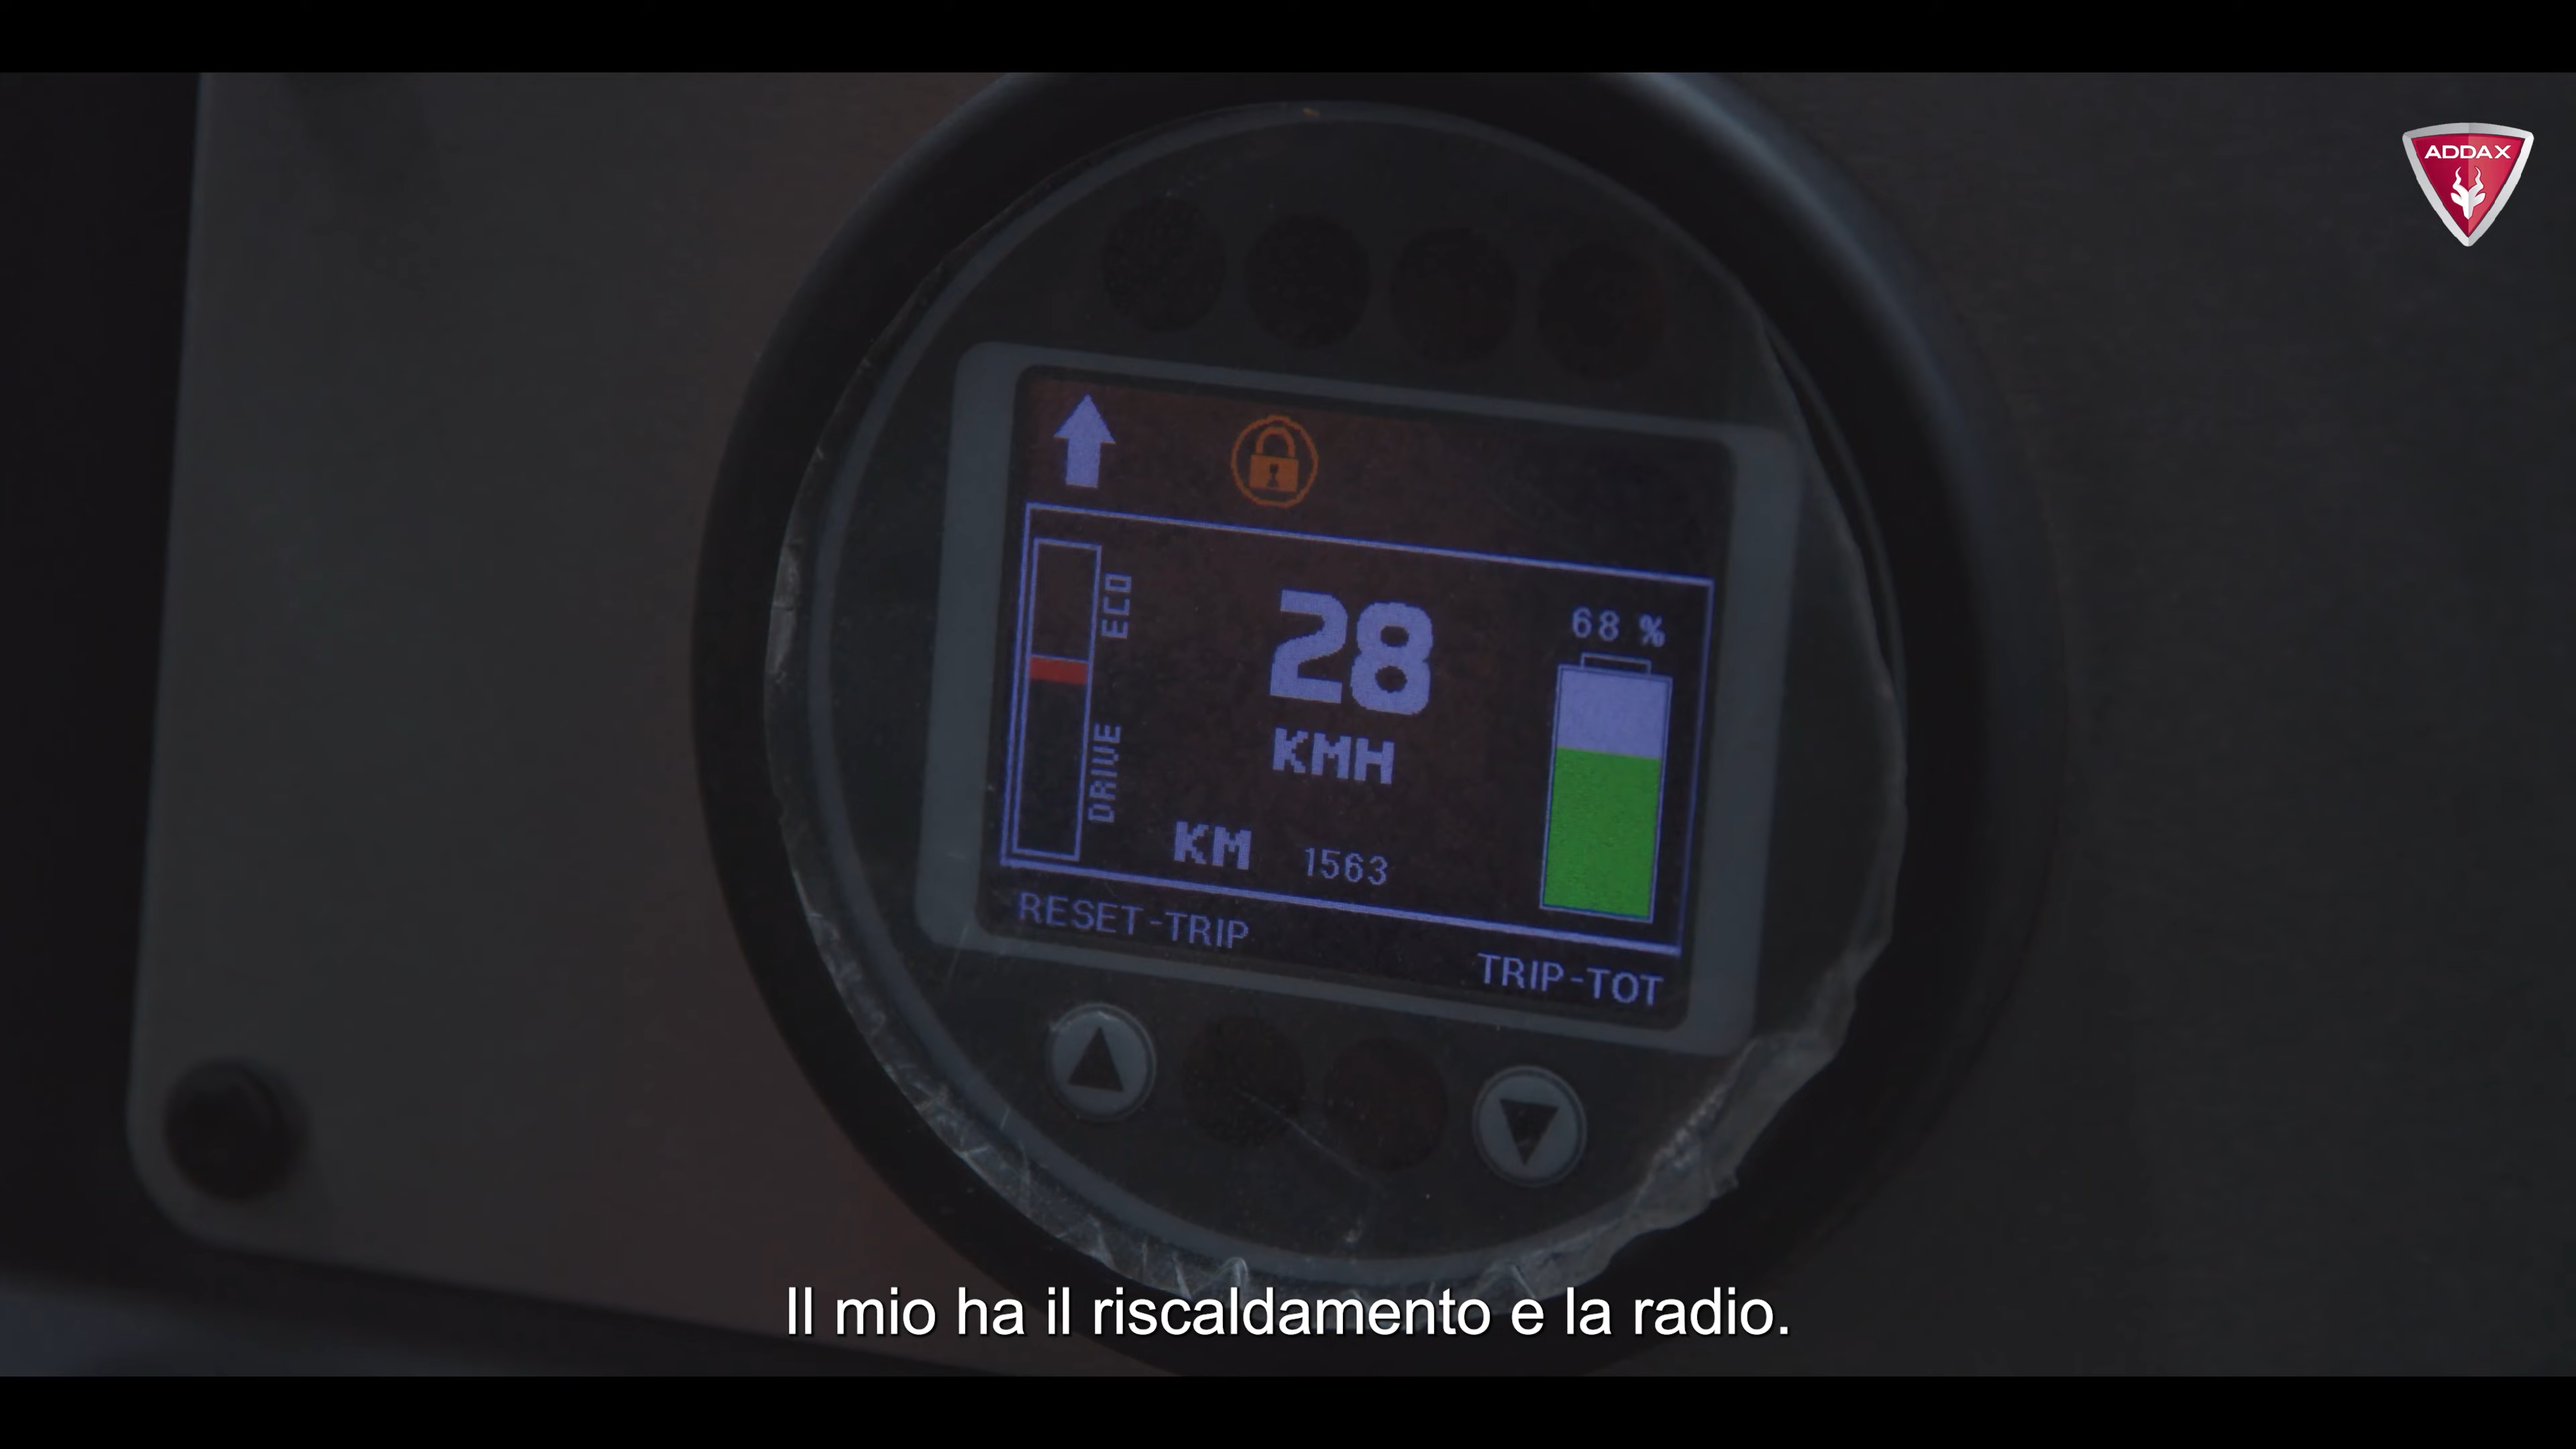 ADDAX
28
68 %
ECO
KMH
DRIVE
KM 1563
RESET-TRIP
TRIP-TOT
Il mio ha il riscaldamento e la radio.